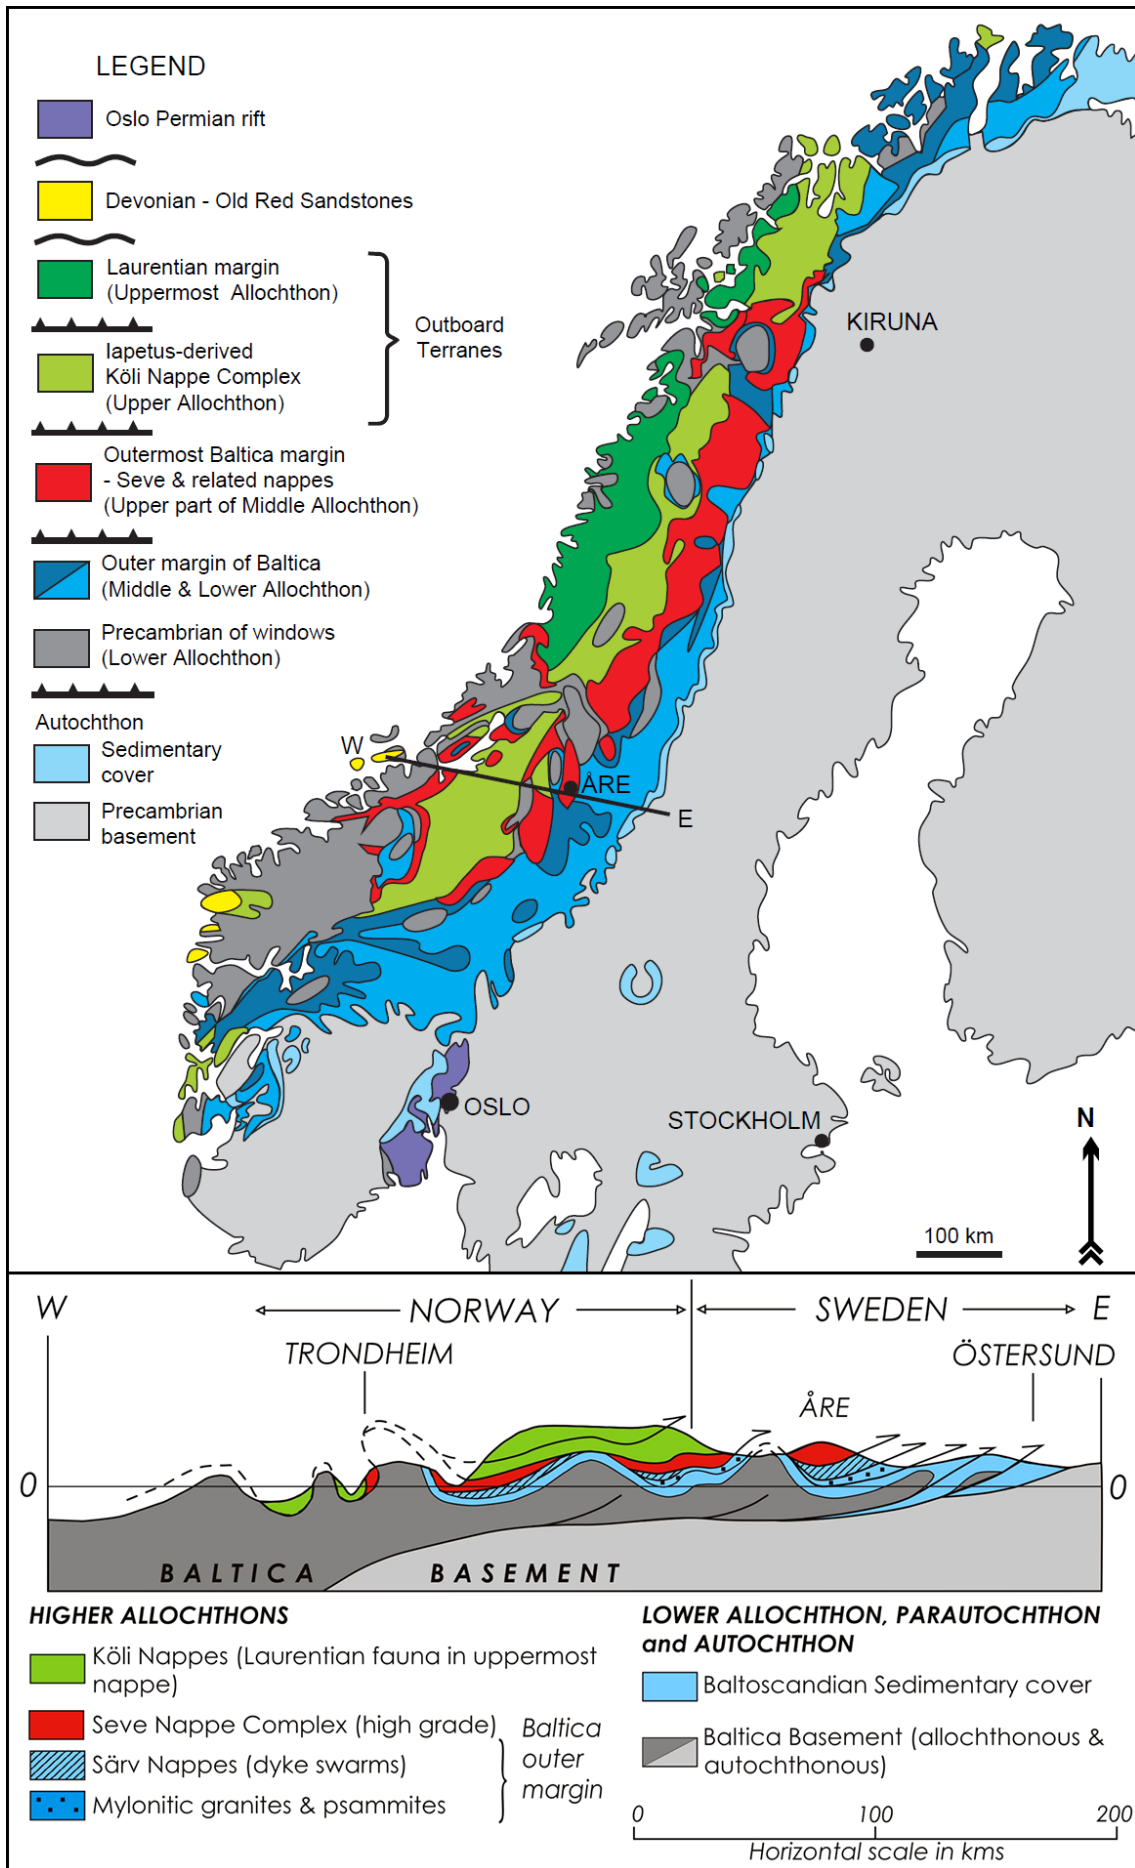 LEGEND
Oslo Permian rift
Devonian - Old Red Sandstones
Laurentian margin
(Uppermost Allochthon)
Iapetus-derived
Köli Nappe Complex
(Upper Allochthon)
Outboard
Terranes
Outermost Baltica margin
- Seve & related nappes
(Upper part of Middle Allochthon)
Outer margin of Baltica
(Middle & Lower Allochthon)
Precambrian of windows
(Lower Allochthon)
Autochthon
Sedimentary
cover
Precambrian
basement
KIRUNA
W
ÅRE
E
OSLO
STOCKHOLM
N
100 km
W
NORWAY
SWEDEN
E
TRONDHEIM
ÖSTERSUND
ÅRE
0
0
BALTICA BASEMENT
HIGHER ALLOCHTHONS
Köli Nappes (Laurentian fauna in uppermost
nappe)
Seve Nappe Complex (high grade)
Särv Nappes (dyke swarms)
Mylonitic granites & psammites
Baltica
outer
margin
LOWER ALLOCHTHON, PARAUTOCHTHON
and AUTOCHTHON
Baltoscandian Sedimentary cover
Baltica Basement (allochthonous &
autochthonous)
0 100 200
Horizontal scale in kms